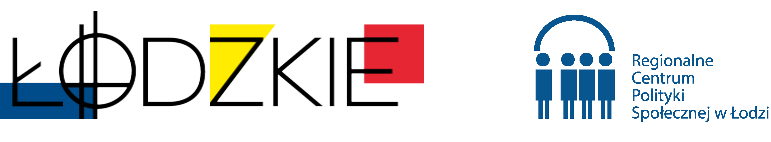 ŁÓDZKIE
Regionalne
Centrum
Polityki
Społecznej w Łodzi